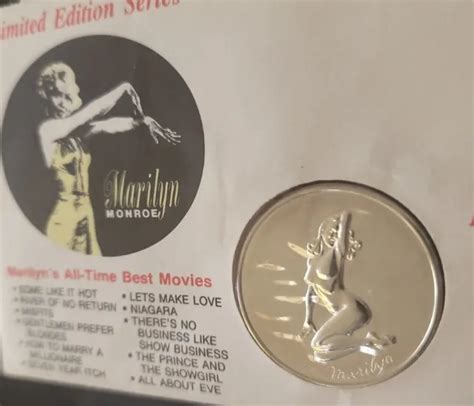 Limited Edition Series
Marilyn
MONROE
Marilyn's All-Time Best Movies
• SOME LIKE IT HOT
• RIVER OF NO RETURN
• MISFITS
• GENTLEMEN PREFER
BLONDES
• HOW TO MARRY A
MILLIONAIRE
• SEVEN YEAR ITCH
• LETS MAKE LOVE
• NIAGARA
• THERE'S NO
BUSINESS LIKE
SHOW BUSINESS
• THE PRINCE AND
THE SHOWGIRL
• ALL ABOUT EVE
Marilyn